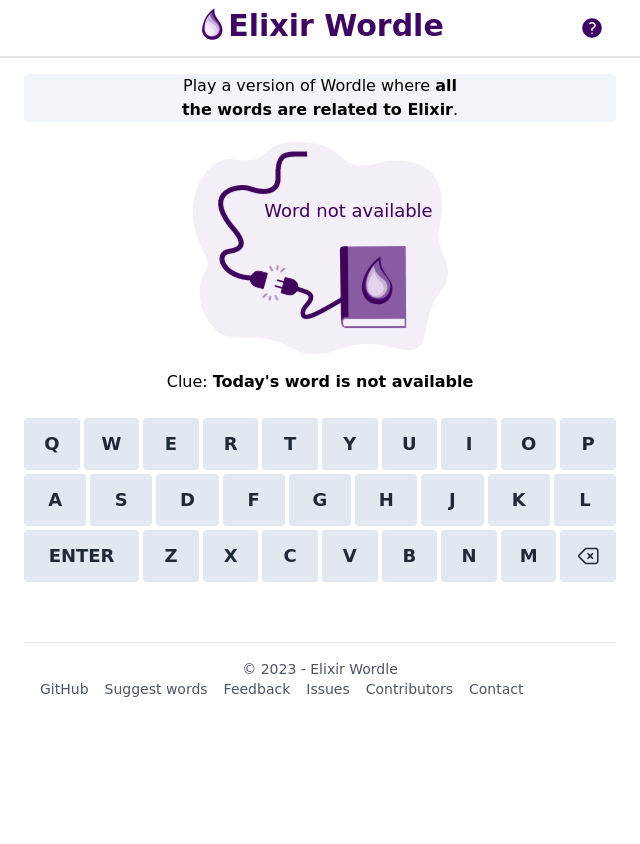 Elixir Wordle
?
Play a version of Wordle where all
the words are related to Elixir.
Word not available
Clue: Today's word is not available
Q W E R T Y U I O P
A S D F G H J K L
ENTER Z X C V B N M
© 2023 - Elixir Wordle
GitHub Suggest words Feedback Issues Contributors Contact